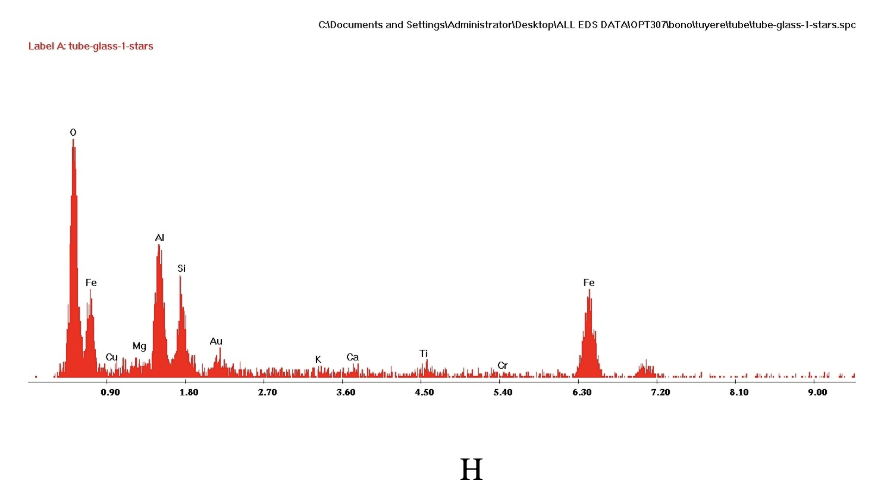 C:\Documents and Settings\Administrator\Desktop\ALL EDS DATA\OPT307\bono\tuyere\tube\tube-glass-1-stars.spc
Label A: tube-glass-1-stars
O
Al
Si
Fe
Fe
Au
Mg
Cu
K
Ca
Ti
Cr
0.90 1.80 2.70 3.60 4.50 5.40 6.30 7.20 8.10 9.00
H